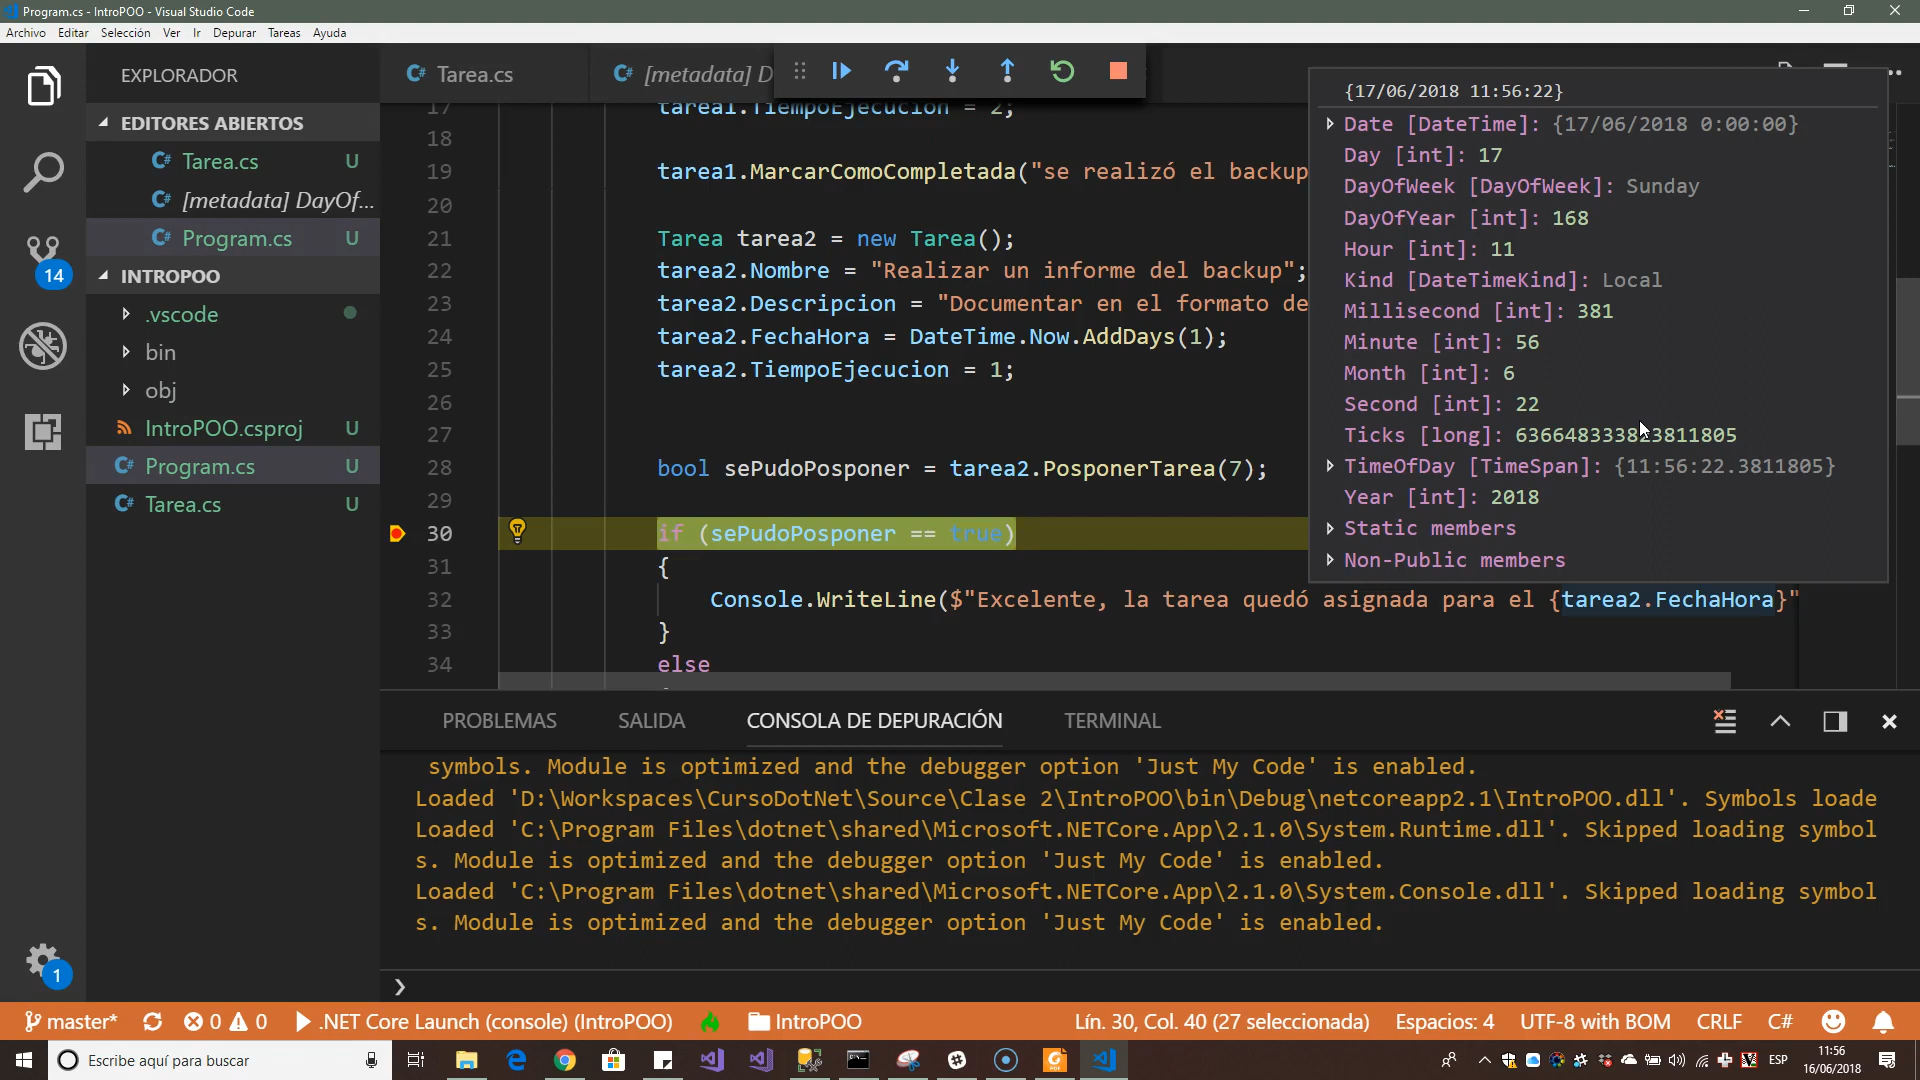 Program.cs - IntroPOO - Visual Studio Code
Archivo Editar Selección Ver Ir Depurar Tareas Ayuda
EXPLORADOR
EDITORES ABIERTOS
C# Tarea.cs U
C# [metadata] DayOf...
C# Program.cs U
14
INTROPOO
.vscode
bin
obj
IntroPOO.csproj U
C# Program.cs U
C# Tarea.cs U
1
C# Tarea.cs
C# [metadata] D
17 tarea1.TiempoEjecucion = 2;
18
19 tarea1.MarcarComoCompletada("se realizó el backup
20
21 Tarea tarea2 = new Tarea();
22 tarea2.Nombre = "Realizar un informe del backup";
23 tarea2.Descripcion = "Documentar en el formato de
24 tarea2.FechaHora = DateTime.Now.AddDays(1);
25 tarea2.TiempoEjecucion = 1;
26
27
28 bool sePudoPosponer = tarea2.PosponerTarea(7);
29
30 if (sePudoPosponer == true)
31 {
32 Console.WriteLine($"Excelente, la tarea quedó asignada para el {tarea2.FechaHora}"
33 }
34 else
{17/06/2018 11:56:22}
Date [DateTime]: {17/06/2018 0:00:00}
Day [int]: 17
DayOfWeek [DayOfWeek]: Sunday
DayOfYear [int]: 168
Hour [int]: 11
Kind [DateTimeKind]: Local
Millisecond [int]: 381
Minute [int]: 56
Month [int]: 6
Second [int]: 22
Ticks [long]: 636648333823811805
TimeOfDay [TimeSpan]: {11:56:22.3811805}
Year [int]: 2018
Static members
Non-Public members
PROBLEMAS SALIDA CONSOLA DE DEPURACIÓN TERMINAL
symbols. Module is optimized and the debugger option 'Just My Code' is enabled.
Loaded 'D:\Workspaces\CursoDotNet\Source\Clase 2\IntroPOO\bin\Debug\netcoreapp2.1\IntroPOO.dll'. Symbols loade
Loaded 'C:\Program Files\dotnet\shared\Microsoft.NETCore.App\2.1.0\System.Runtime.dll'. Skipped loading symbol
s. Module is optimized and the debugger option 'Just My Code' is enabled.
Loaded 'C:\Program Files\dotnet\shared\Microsoft.NETCore.App\2.1.0\System.Console.dll'. Skipped loading symbol
s. Module is optimized and the debugger option 'Just My Code' is enabled.
master* 0 0 .NET Core Launch (console) (IntroPOO) IntroPOO Lín. 30, Col. 40 (27 seleccionada) Espacios: 4 UTF-8 with BOM CRLF C#
Escribe aquí para buscar
ESP
11:56
16/06/2018